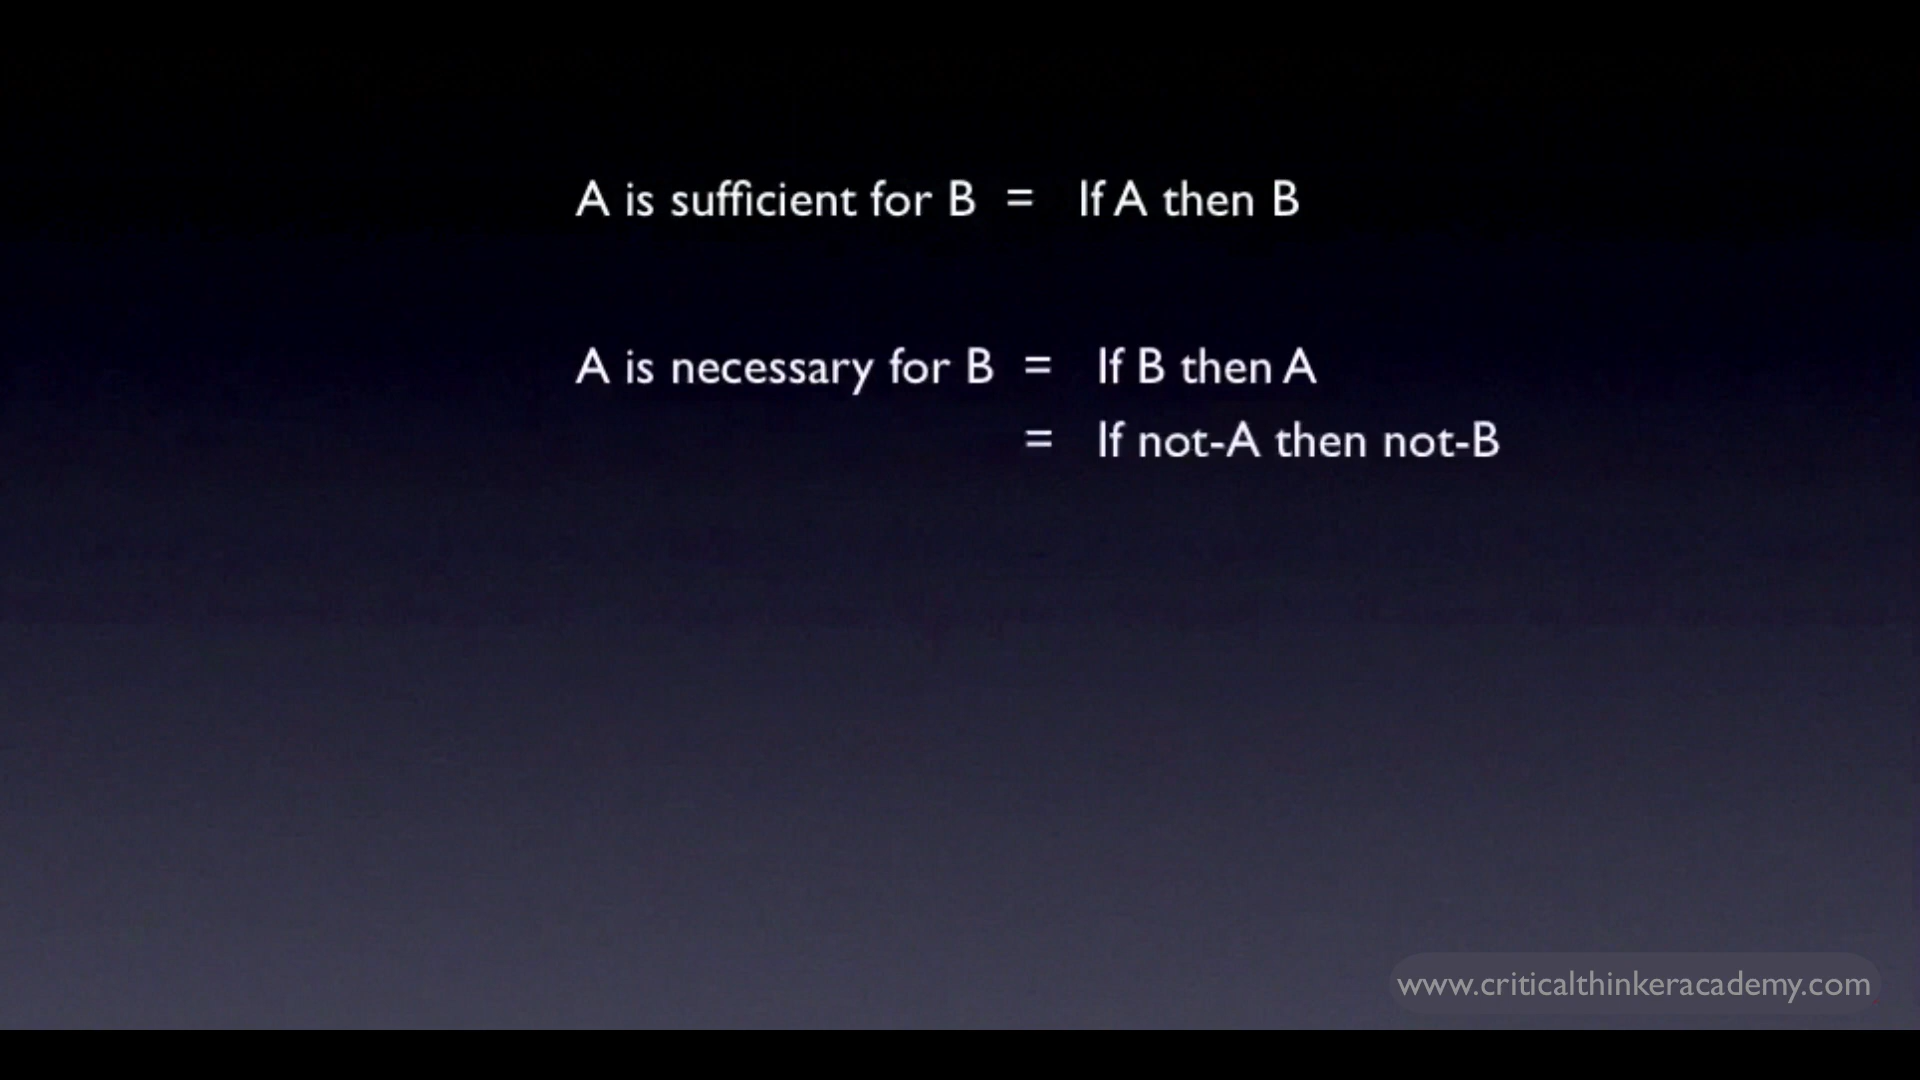 A is sufficient for B = If A then B
A is necessary for B = If B then A
= If not-A then not-B
www.criticalthinkeracademy.com